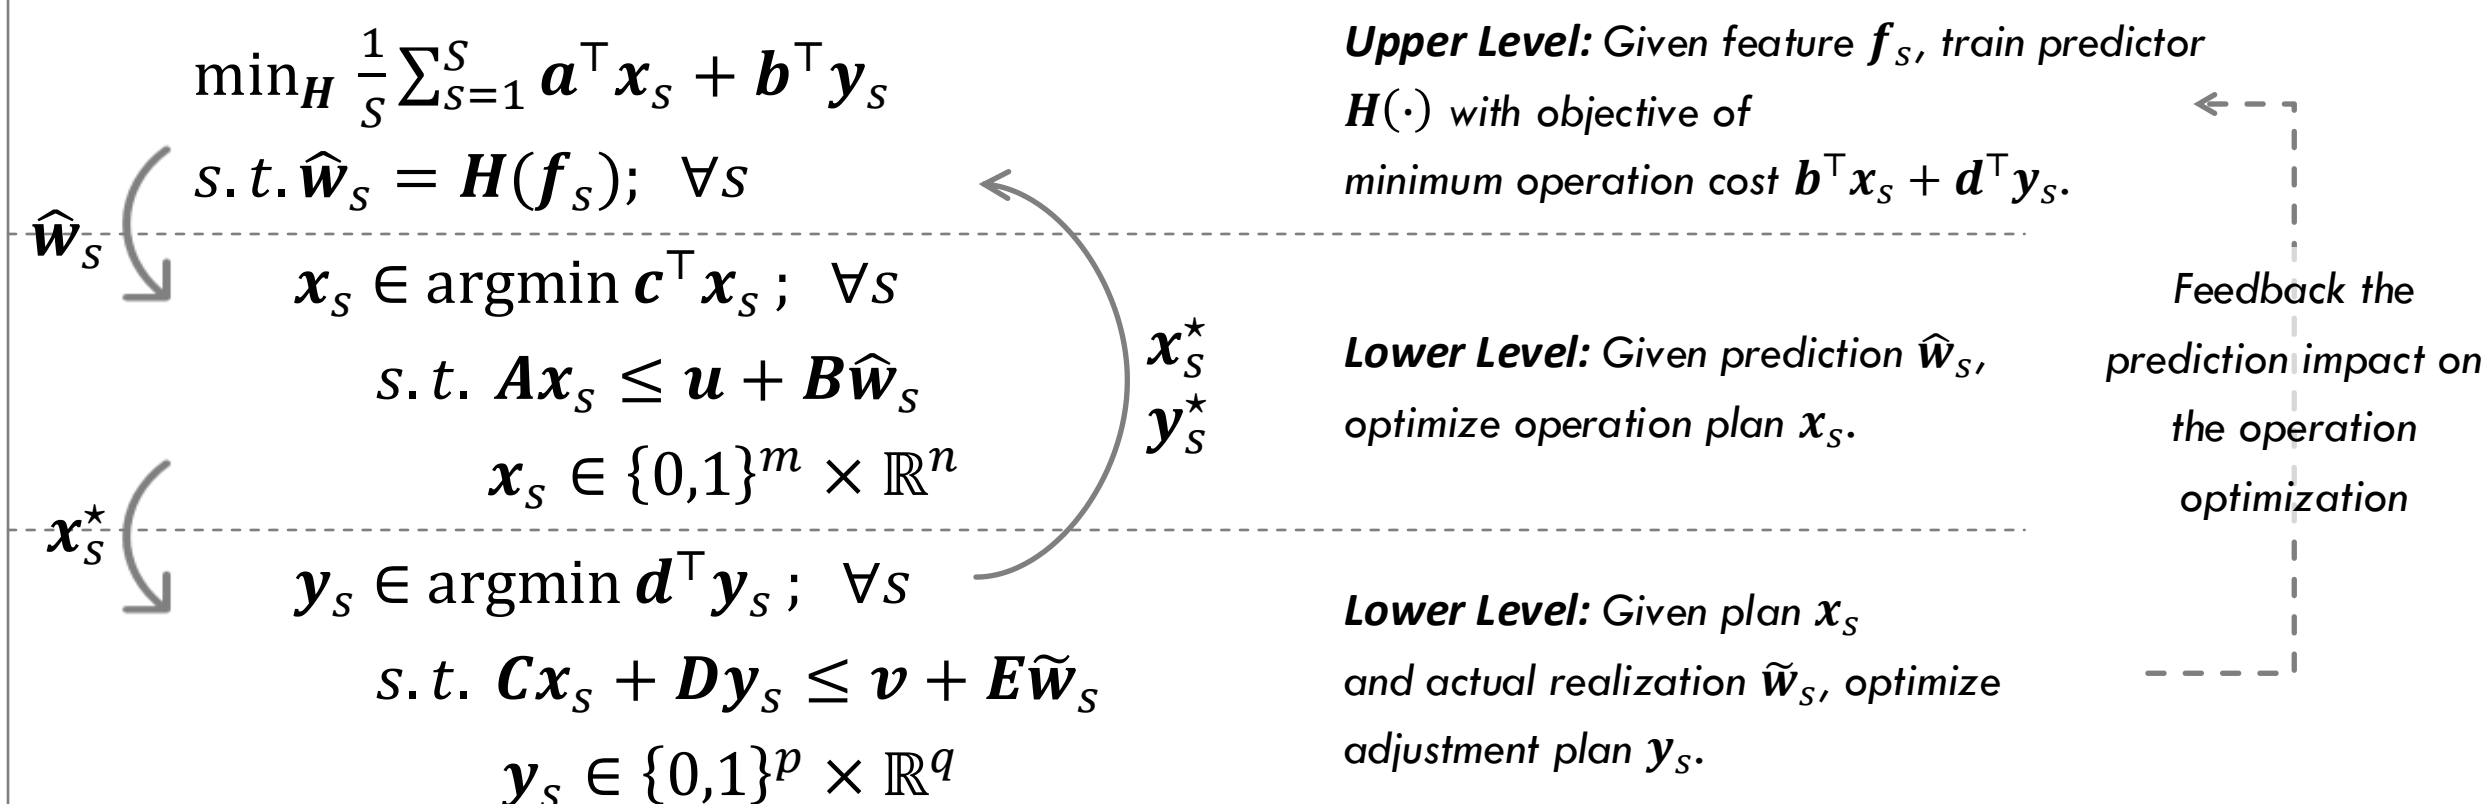 min_H 1/S ∑_{s=1}^{S} a^⊤x_s + b^⊤y_s
s.t. ŵ_s = H(f_s); ∀s
ŵ_s
x_s ∈ argmin c^⊤x_s ; ∀s
s.t. Ax_s ≤ u + Bŵ_s
x_s ∈ {0,1}^m × ℝ^n
x_s^⋆
y_s ∈ argmin d^⊤y_s ; ∀s
s.t. Cx_s + Dy_s ≤ v + Ew̃_s
y_s ∈ {0,1}^p × ℝ^q
x_s^⋆
y_s^⋆
Upper Level: Given feature f_s, train predictor
H(·) with objective of
minimum operation cost b^⊤x_s + d^⊤y_s.
Lower Level: Given prediction ŵ_s,
optimize operation plan x_s.
Lower Level: Given plan x_s
and actual realization w̃_s, optimize
adjustment plan y_s.
Feedback the
prediction impact on
the operation
optimization